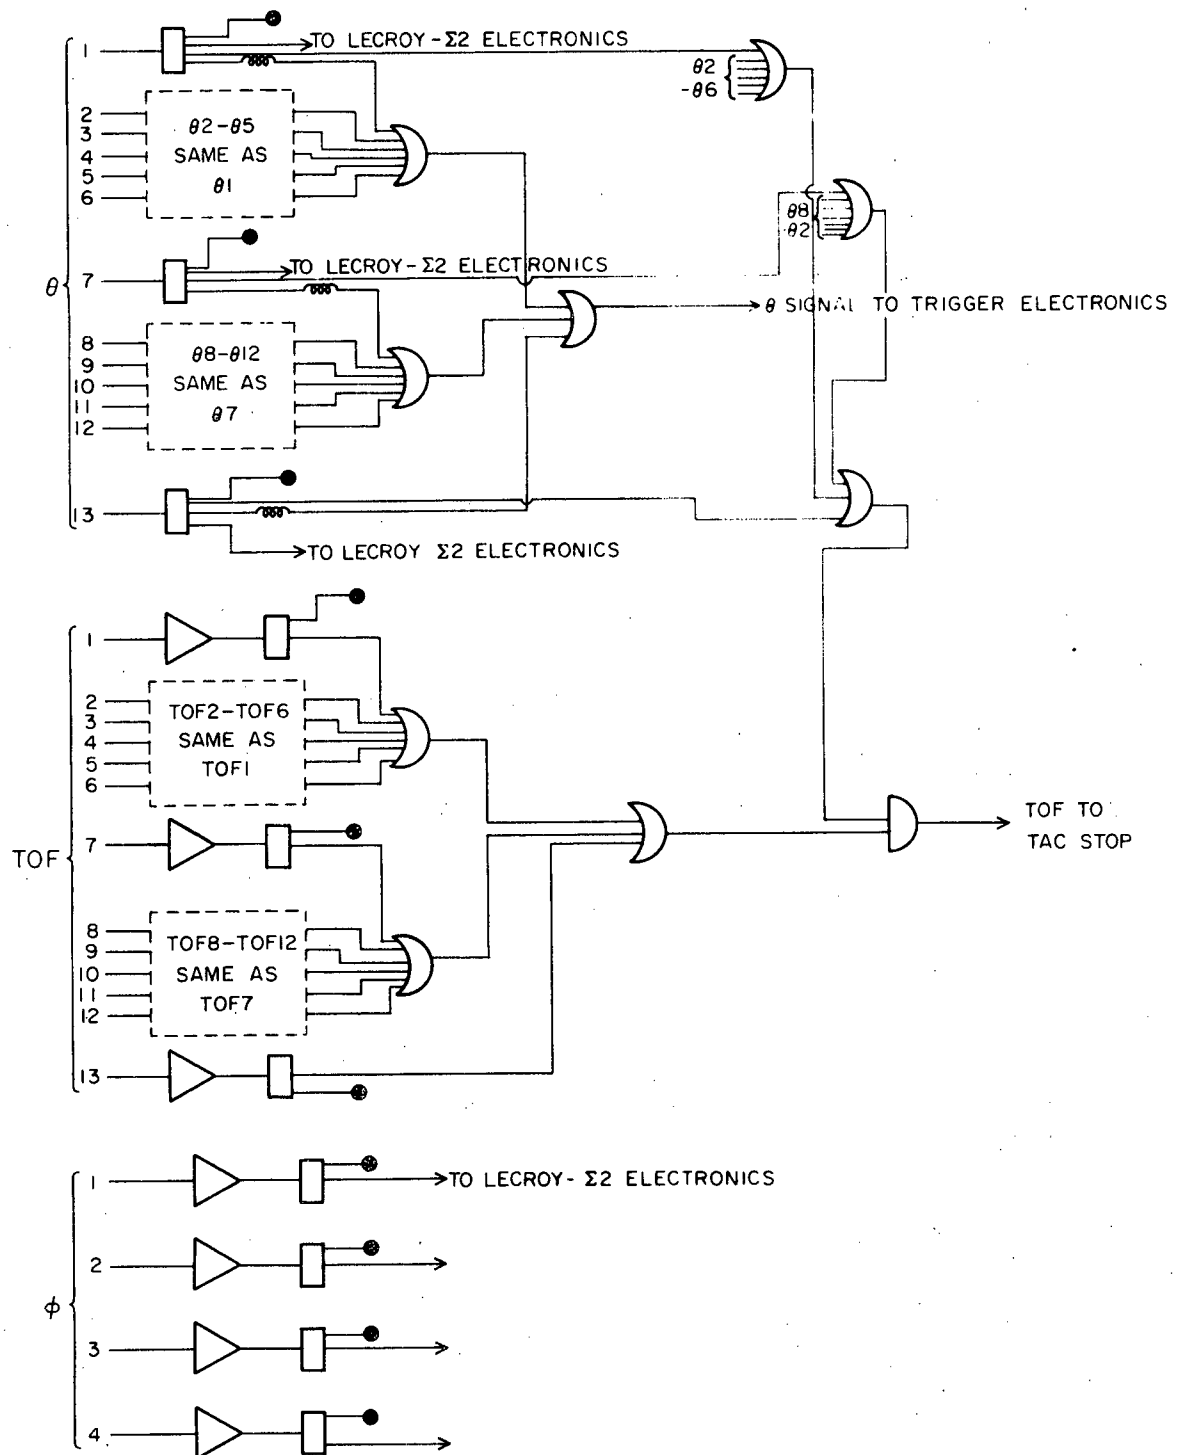 TO LECROY-Σ2 ELECTRONICS
1
θ2
-θ6
2
3
4
5
6
θ2-θ5
SAME AS
θ1
θ8
θ2
θ
7
TO LECROY-Σ2 ELECTRONICS
θ SIGNAL TO TRIGGER ELECTRONICS
8
9
10
11
12
θ8-θ12
SAME AS
θ7
13
TO LECROY Σ2 ELECTRONICS
TOF
1
2
3
4
5
6
TOF2-TOF6
SAME AS
TOF1
7
TOF TO
TAC STOP
8
9
10
11
12
TOF8-TOF12
SAME AS
TOF7
13
φ
1
TO LECROY- Σ2 ELECTRONICS
2
3
4